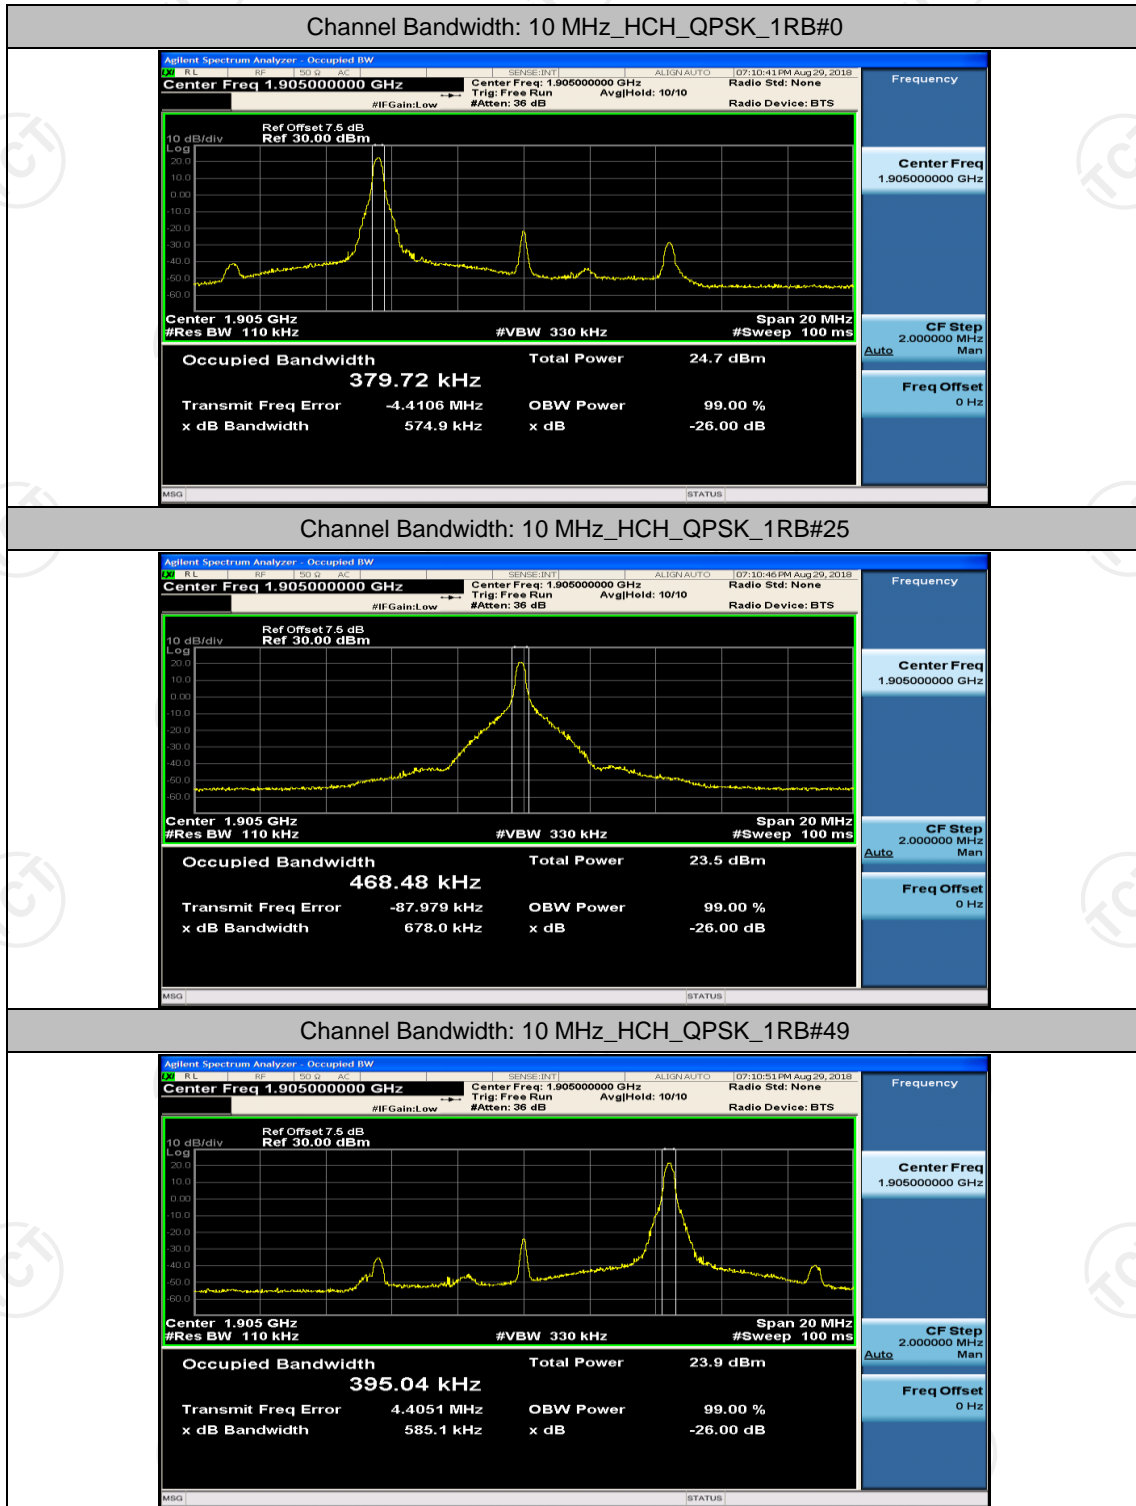 Channel Bandwidth: 10 MHz_HCH_QPSK_1RB#0
Agilent Spectrum Analyzer - Occupied BW
LXI RL RF 50 Ω AC SENSE:INT ALIGN AUTO 07:10:41 PM Aug 29, 2018
Center Freq 1.905000000 GHz
Center Freq: 1.905000000 GHz
Radio Std: None
Trig: Free Run Avg|Hold: 10/10
#IFGain:Low #Atten: 36 dB Radio Device: BTS
Frequency
Ref Offset 7.5 dB
10 dB/div Ref 30.00 dBm
Log
20.0
10.0
0.00
-10.0
-20.0
-30.0
-40.0
-50.0
-60.0
Center 1.905 GHz Span 20 MHz
#Res BW 110 kHz #VBW 330 kHz #Sweep 100 ms
Center Freq
1.905000000 GHz
CF Step
2.000000 MHz
Auto Man
Freq Offset
0 Hz
Occupied Bandwidth Total Power 24.7 dBm
379.72 kHz
Transmit Freq Error -4.4106 MHz OBW Power 99.00 %
x dB Bandwidth 574.9 kHz x dB -26.00 dB
MSG STATUS
Channel Bandwidth: 10 MHz_HCH_QPSK_1RB#25
Agilent Spectrum Analyzer - Occupied BW
LXI RL RF 50 Ω AC SENSE:INT ALIGN AUTO 07:10:46 PM Aug 29, 2018
Center Freq 1.905000000 GHz
Center Freq: 1.905000000 GHz
Radio Std: None
Trig: Free Run Avg|Hold: 10/10
#IFGain:Low #Atten: 36 dB Radio Device: BTS
Frequency
Ref Offset 7.5 dB
10 dB/div Ref 30.00 dBm
Log
20.0
10.0
0.00
-10.0
-20.0
-30.0
-40.0
-50.0
-60.0
Center 1.905 GHz Span 20 MHz
#Res BW 110 kHz #VBW 330 kHz #Sweep 100 ms
Center Freq
1.905000000 GHz
CF Step
2.000000 MHz
Auto Man
Freq Offset
0 Hz
Occupied Bandwidth Total Power 23.5 dBm
468.48 kHz
Transmit Freq Error -87.979 kHz OBW Power 99.00 %
x dB Bandwidth 678.0 kHz x dB -26.00 dB
MSG STATUS
Channel Bandwidth: 10 MHz_HCH_QPSK_1RB#49
Agilent Spectrum Analyzer - Occupied BW
LXI RL RF 50 Ω AC SENSE:INT ALIGN AUTO 07:10:51 PM Aug 29, 2018
Center Freq 1.905000000 GHz
Center Freq: 1.905000000 GHz
Radio Std: None
Trig: Free Run Avg|Hold: 10/10
#IFGain:Low #Atten: 36 dB Radio Device: BTS
Frequency
Ref Offset 7.5 dB
10 dB/div Ref 30.00 dBm
Log
20.0
10.0
0.00
-10.0
-20.0
-30.0
-40.0
-50.0
-60.0
Center 1.905 GHz Span 20 MHz
#Res BW 110 kHz #VBW 330 kHz #Sweep 100 ms
Center Freq
1.905000000 GHz
CF Step
2.000000 MHz
Auto Man
Freq Offset
0 Hz
Occupied Bandwidth Total Power 23.9 dBm
395.04 kHz
Transmit Freq Error 4.4051 MHz OBW Power 99.00 %
x dB Bandwidth 585.1 kHz x dB -26.00 dB
MSG STATUS
TCT